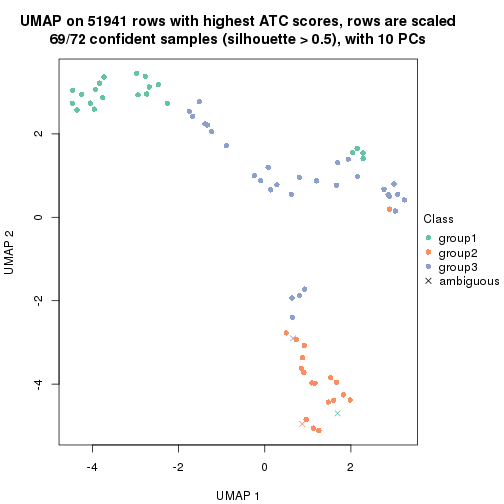 UMAP on 51941 rows with highest ATC scores, rows are scaled
69/72 confident samples (silhouette > 0.5), with 10 PCs
2
0
-2
-4
UMAP 2
-4
-2
0
2
UMAP 1
Class
group1
group2
group3
ambiguous